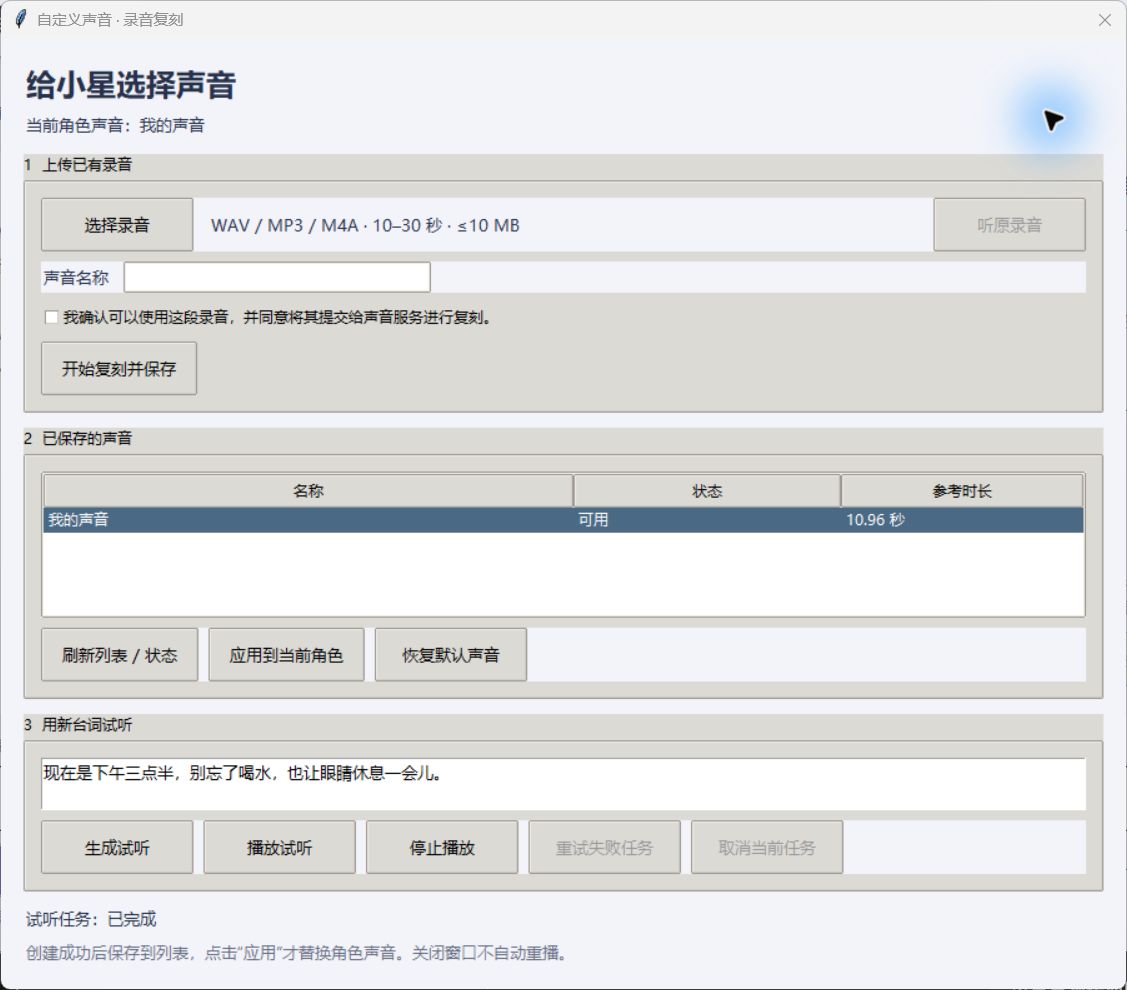 自定义声音 · 录音复刻
给小星选择声音
当前角色声音：我的声音
1 上传已有录音
选择录音 WAV / MP3 / M4A · 10–30 秒 · ≤10 MB 听原录音
声音名称
我确认可以使用这段录音，并同意将其提交给声音服务进行复刻。
开始复刻并保存
2 已保存的声音
名称 状态 参考时长
我的声音 可用 10.96 秒
刷新列表 / 状态 应用到当前角色 恢复默认声音
3 用新台词试听
现在是下午三点半，别忘了喝水，也让眼睛休息一会儿。
生成试听 播放试听 停止播放 重试失败任务 取消当前任务
试听任务：已完成
创建成功后保存到列表，点击“应用”才替换角色声音。关闭窗口不自动重播。